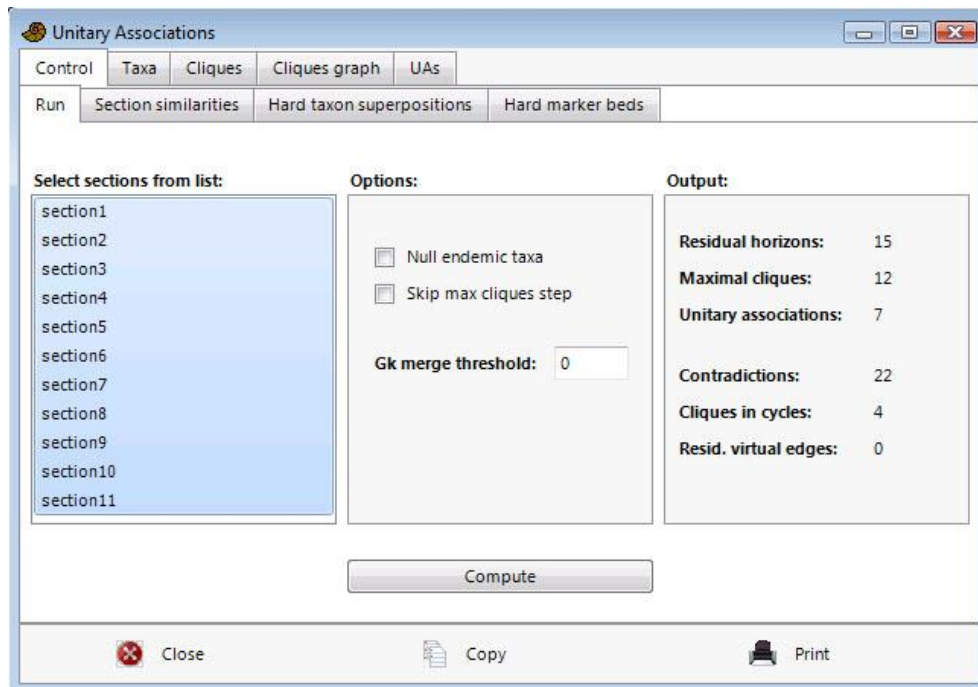 Unitary Associations
Control Taxa Cliques Cliques graph UAs
Run Section similarities Hard taxon superpositions Hard marker beds
Select sections from list: Options: Output:
section1
section2
section3
section4
section5
section6
section7
section8
section9
section10
section11
Null endemic taxa
Skip max cliques step
Gk merge threshold: 0
Residual horizons: 15
Maximal cliques: 12
Unitary associations: 7
Contradictions: 22
Cliques in cycles: 4
Resid. virtual edges: 0
Compute
Close Copy Print